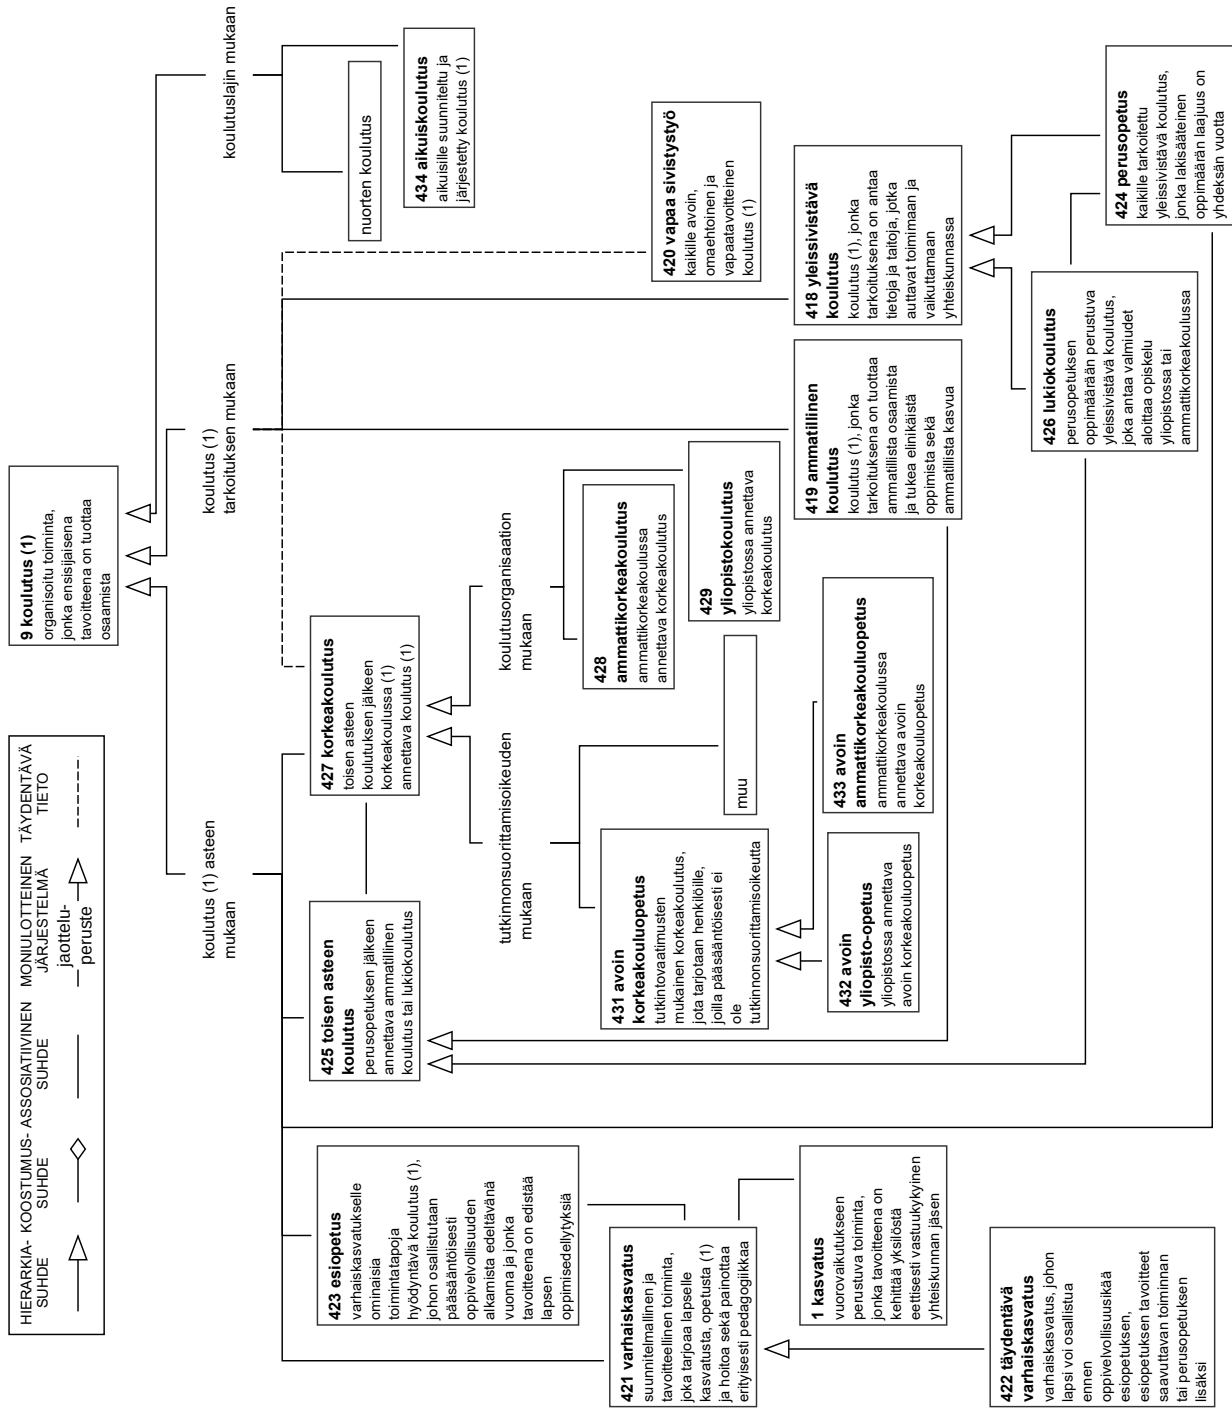 HIERARKIA-
SUHDE
KOOSTUMUS-
SUHDE
ASSOSIATIIVINEN
SUHDE
MONIULOTTEINEN
JÄRJESTELMÄ
jaottelu-
peruste
TÄYDENTÄVÄ
TIETO
9 koulutus (1)
organisoitu toiminta,
jonka ensisijaisena
tavoitteena on tuottaa
osaamista
koulutus (1) asteen
mukaan
koulutus (1)
tarkoituksen mukaan
koulutuslajin mukaan
nuorten koulutus
434 aikuiskoulutus
aikuisille suunniteltu ja
järjestetty koulutus (1)
423 esiopetus
varhaiskasvatukselle
ominaisia
toimintatapoja
hyödyntävä koulutus (1),
johon osallistutaan
pääsääntöisesti
oppivelvollisuuden
alkamista edeltävänä
vuonna ja jonka
tavoitteena on edistää
lapsen
oppimisedellytyksiä
425 toisen asteen
koulutus
perusopetuksen jälkeen
annettava ammatillinen
koulutus tai lukiokoulutus
427 korkeakoulutus
toisen asteen
koulutuksen jälkeen
korkeakoulussa (1)
annettava koulutus (1)
tutkinnonsuorittamisoikeuden
mukaan
koulutusorganisaation
mukaan
428
ammattikorkeakoulutus
ammattikorkeakoulussa
annettava korkeakoulutus
429
yliopistokoulutus
yliopistossa annettava
korkeakoulutus
420 vapaa sivistystyö
kaikille avoin,
omaehtoinen ja
vapaatavoitteinen
koulutus (1)
421 varhaiskasvatus
suunnitelmallinen ja
tavoitteellinen toiminta,
joka tarjoaa lapselle
kasvatusta, opetusta (1)
ja hoitoa sekä painottaa
erityisesti pedagogiikkaa
431 avoin
korkeakouluopetus
tutkintovaatimusten
mukainen korkeakoulutus,
jota tarjotaan henkilöille,
joilla pääsääntöisesti ei
ole
tutkinnonsuorittamisoikeutta
muu
1 kasvatus
vuorovaikutukseen
perustuva toiminta,
jonka tavoitteena on
kehittää yksilöstä
eettisesti vastuukykyinen
yhteiskunnan jäsen
432 avoin
yliopisto-opetus
yliopistossa annettava
avoin korkeakouluopetus
433 avoin
ammattikorkeakouluopetus
ammattikorkeakoulussa
annettava avoin
korkeakouluopetus
419 ammatillinen
koulutus
koulutus (1), jonka
tarkoituksena on tuottaa
ammatillista osaamista
ja tukea elinikäistä
oppimista sekä
ammatillista kasvua
418 yleissivistävä
koulutus
koulutus (1), jonka
tarkoituksena on antaa
tietoja ja taitoja, jotka
auttavat toimimaan ja
vaikuttamaan
yhteiskunnassa
422 täydentävä
varhaiskasvatus
varhaiskasvatus, johon
lapsi voi osallistua
ennen
oppivelvollisuusikää
esiopetuksen,
esiopetuksen tavoitteet
saavuttavan toiminnan
tai perusopetuksen
lisäksi
426 lukiokoulutus
perusopetuksen
oppimäärään perustuva
yleissivistävä koulutus,
joka antaa valmiudet
aloittaa opiskelu
yliopistossa tai
ammattikorkeakoulussa
424 perusopetus
kaikille tarkoitettu
yleissivistävä koulutus,
jonka lakisääteinen
oppimäärän laajuus on
yhdeksän vuotta